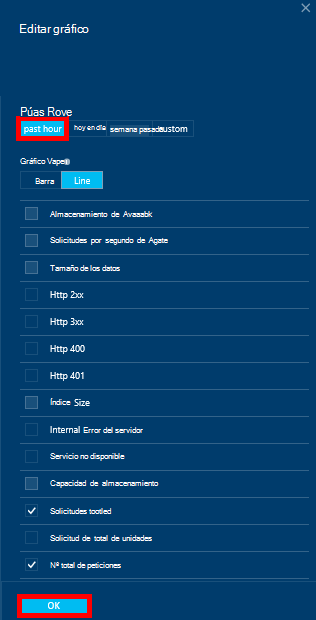 Editar gráfico
Púas Rove
past hour hoy en día semana pasada custom
Gráfico Vape
Barra Line
Almacenamiento de Avaaabk
Solicitudes por segundo de Agate
Tamaño de los datos
Http 2xx
Http 3xx
Http 400
Http 401
Índice Size
Internal Error del servidor
Servicio no disponible
Capacidad de almacenamiento
Solicitudes tootled
Solicitud de total de unidades
Nº total de peticiones
OK